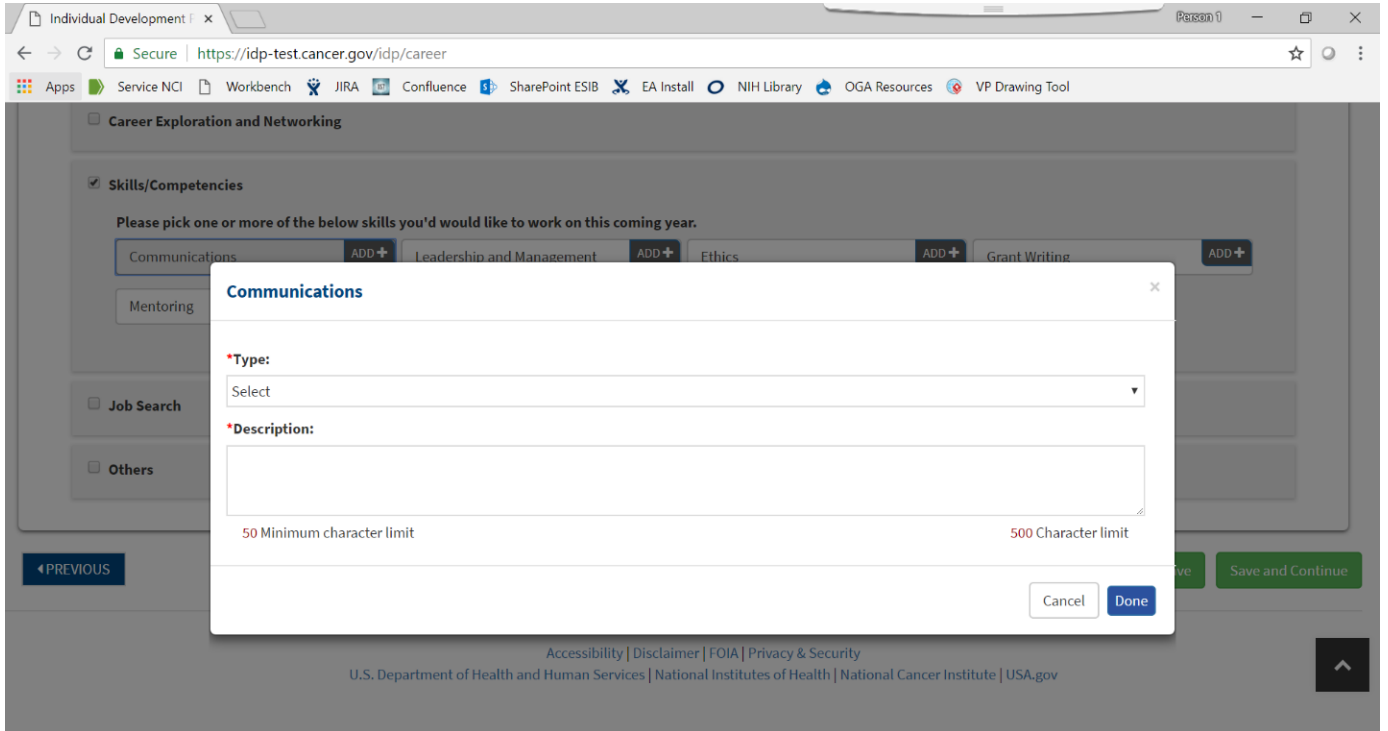 Individual Development
Person 1
Secure https://idp-test.cancer.gov/idp/career
Apps Service NCI Workbench JIRA Confluence SharePoint ESIB EA Install NIH Library OGA Resources VP Drawing Tool
Career Exploration and Networking
Skills/Competencies
Please pick one or more of the below skills you'd would like to work on this coming year.
Communications ADD + Leadership and Management ADD + Ethics ADD + Grant Writing ADD +
Mentoring
Communications ×
*Type:
Select
*Description:
50 Minimum character limit 500 Character limit
Cancel Done
Job Search
Others
PREVIOUS Save and Continue
Accessibility | Disclaimer | FOIA | Privacy & Security
U.S. Department of Health and Human Services | National Institutes of Health | National Cancer Institute | USA.gov